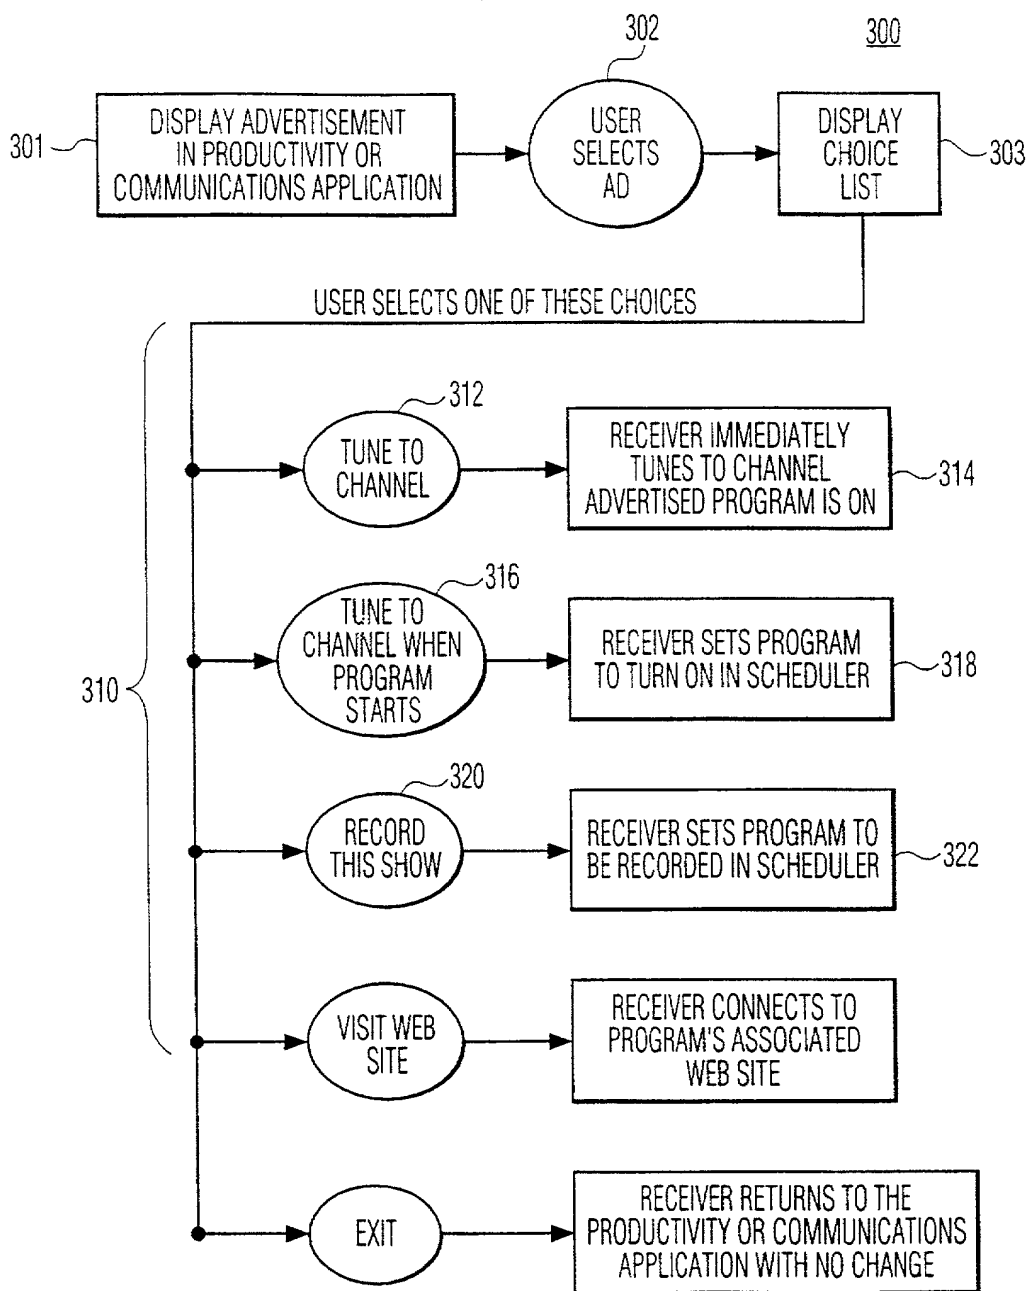 300
302
301
DISPLAY ADVERTISEMENT
IN PRODUCTIVITY OR
COMMUNICATIONS APPLICATION
USER
SELECTS
AD
DISPLAY
CHOICE
LIST
303
USER SELECTS ONE OF THESE CHOICES
310
312
TUNE TO
CHANNEL
RECEIVER IMMEDIATELY
TUNES TO CHANNEL
ADVERTISED PROGRAM IS ON
314
316
TUNE TO
CHANNEL WHEN
PROGRAM
STARTS
RECEIVER SETS PROGRAM
TO TURN ON IN SCHEDULER
318
320
RECORD
THIS SHOW
RECEIVER SETS PROGRAM TO
BE RECORDED IN SCHEDULER
322
VISIT WEB
SITE
RECEIVER CONNECTS TO
PROGRAM'S ASSOCIATED
WEB SITE
EXIT
RECEIVER RETURNS TO THE
PRODUCTIVITY OR COMMUNICATIONS
APPLICATION WITH NO CHANGE